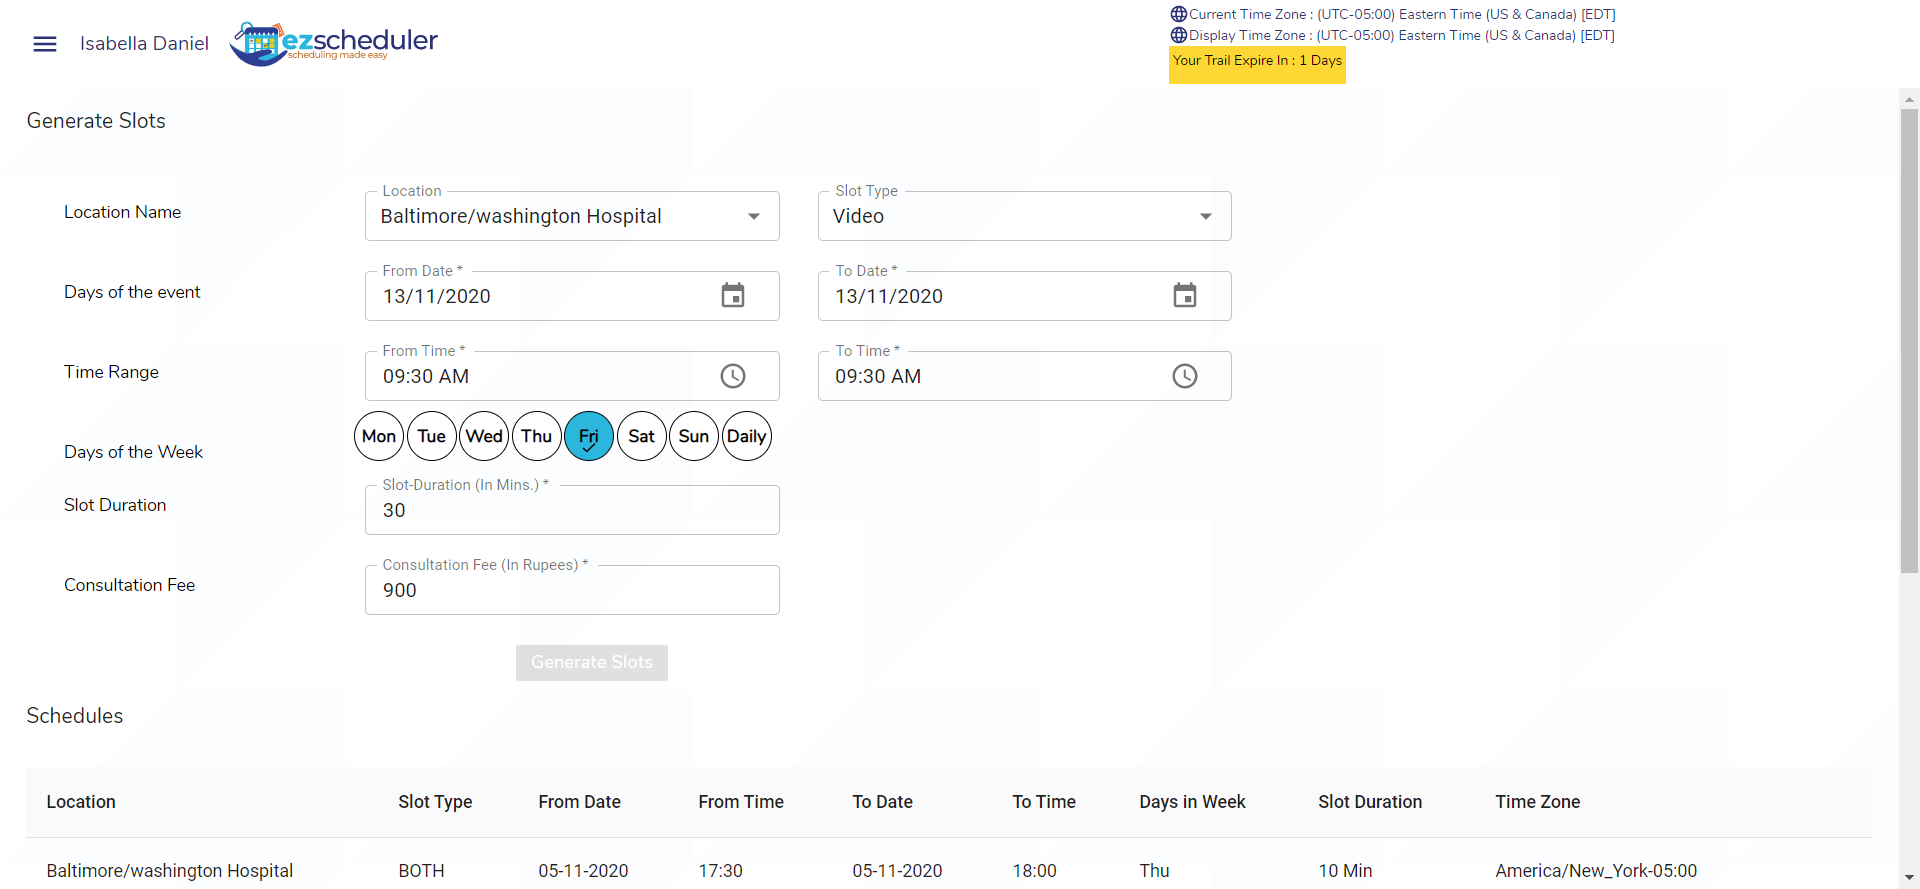 Isabella Daniel
ezscheduler
scheduling made easy
Current Time Zone : (UTC-05:00) Eastern Time (US & Canada) [EDT]
Display Time Zone : (UTC-05:00) Eastern Time (US & Canada) [EDT]
Your Trail Expire In : 1 Days
Generate Slots
Location Name
Location
Baltimore/washington Hospital
Slot Type
Video
Days of the event
From Date *
13/11/2020
To Date *
13/11/2020
Time Range
From Time *
09:30 AM
To Time *
09:30 AM
Days of the Week
Mon Tue Wed Thu Fri Sat Sun Daily
Slot Duration
Slot-Duration (In Mins.) *
30
Consultation Fee
Consultation Fee (In Rupees) *
900
Generate Slots
Schedules
Location Slot Type From Date From Time To Date To Time Days in Week Slot Duration Time Zone
Baltimore/washington Hospital BOTH 05-11-2020 17:30 05-11-2020 18:00 Thu 10 Min America/New_York-05:00